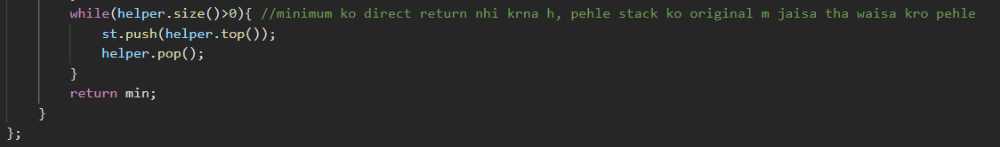 while(helper.size()>0){ //minimum ko direct return nhi krna h, pehle stack ko original m jaisa tha waisa kro pehle
st.push(helper.top());
helper.pop();
}
return min;
}
};